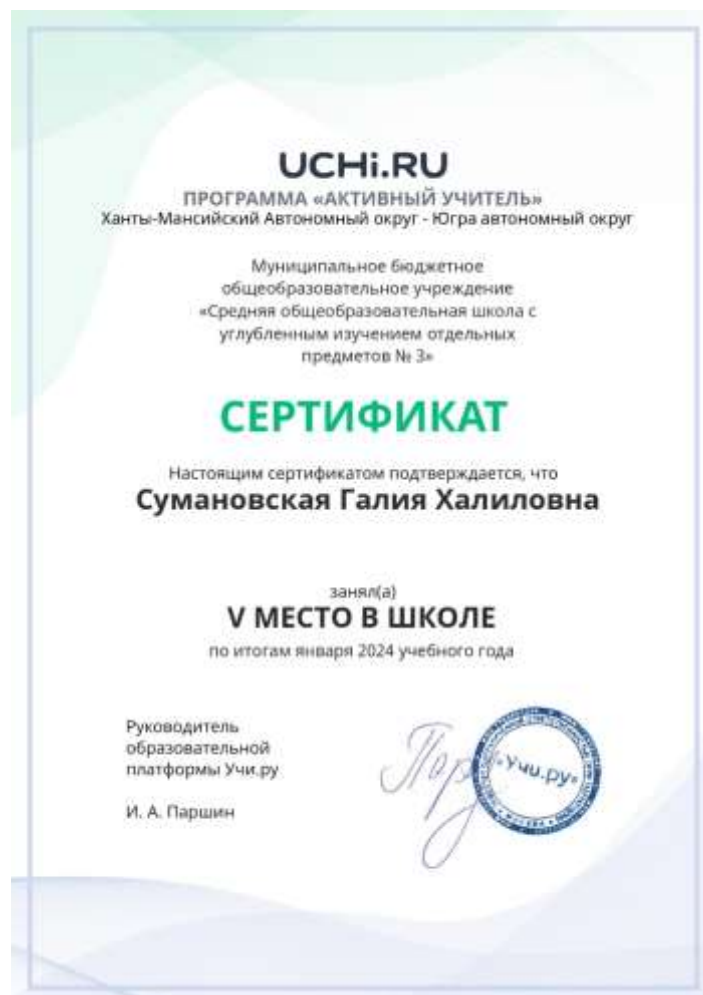 UCHi.RU
ПРОГРАММА «АКТИВНЫЙ УЧИТЕЛЬ»
Ханты-Мансийский Автономный округ - Югра автономный округ
Муниципальное бюджетное
общеобразовательное учреждение
«Средняя общеобразовательная школа с
углубленным изучением отдельных
предметов № 3»
СЕРТИФИКАТ
Настоящим сертификатом подтверждается, что
Сумановская Галия Халиловна
занял(а)
V МЕСТО В ШКОЛЕ
по итогам января 2024 учебного года
Руководитель
образовательной
платформы Учи.ру
И. А. Паршин
«Учи.ру»